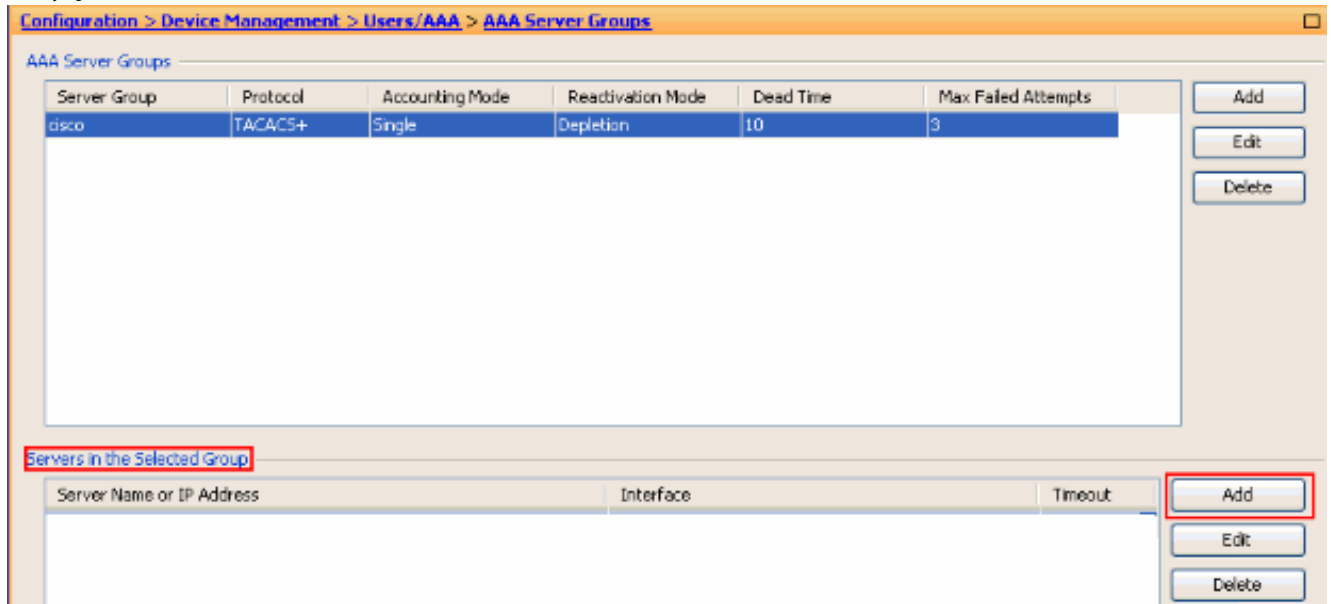 Configuration > Device Management > Users/AAA > AAA Server Groups
AAA Server Groups
Server Group Protocol Accounting Mode Reactivation Mode Dead Time Max Failed Attempts
cisco TACACS+ Single Depletion 10 3
Add
Edit
Delete
Servers in the Selected Group
Server Name or IP Address Interface Timeout
Add
Edit
Delete